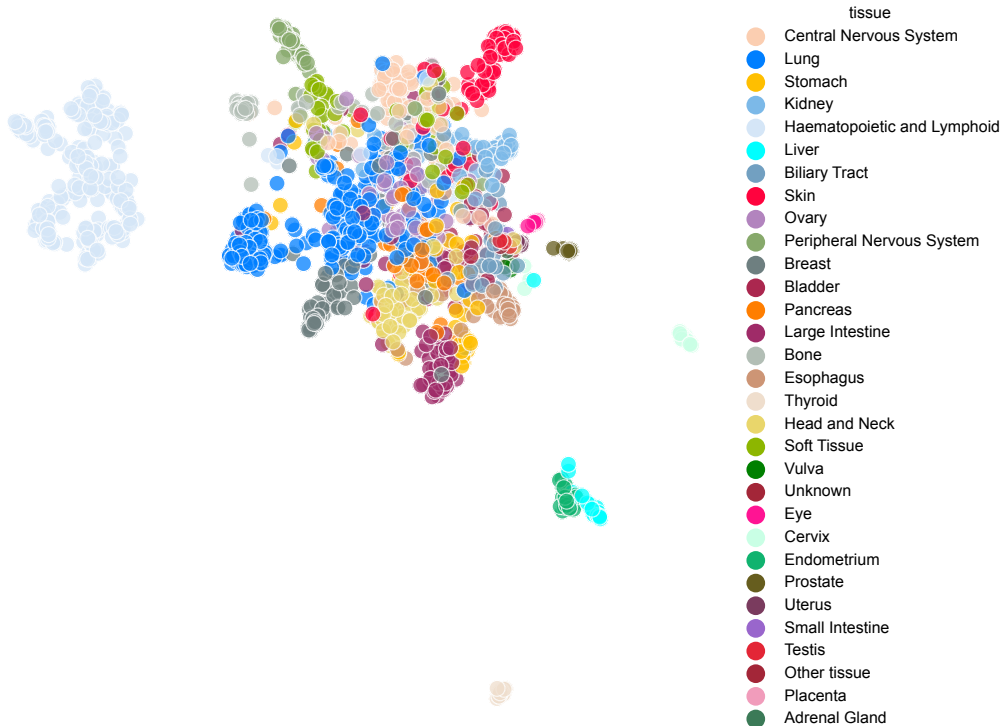 tissue
Central Nervous System
Lung
Stomach
Kidney
Haematopoietic and Lymphoid
Liver
Biliary Tract
Skin
Ovary
Peripheral Nervous System
Breast
Bladder
Pancreas
Large Intestine
Bone
Esophagus
Thyroid
Head and Neck
Soft Tissue
Vulva
Unknown
Eye
Cervix
Endometrium
Prostate
Uterus
Small Intestine
Testis
Other tissue
Placenta
Adrenal Gland